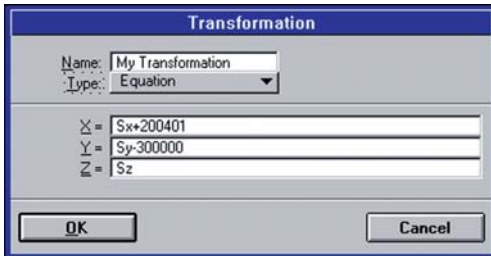 Transformation
Name: My Transformation
Type: Equation
X = Sx+200401
Y = Sy-300000
Z = Sz
OK Cancel